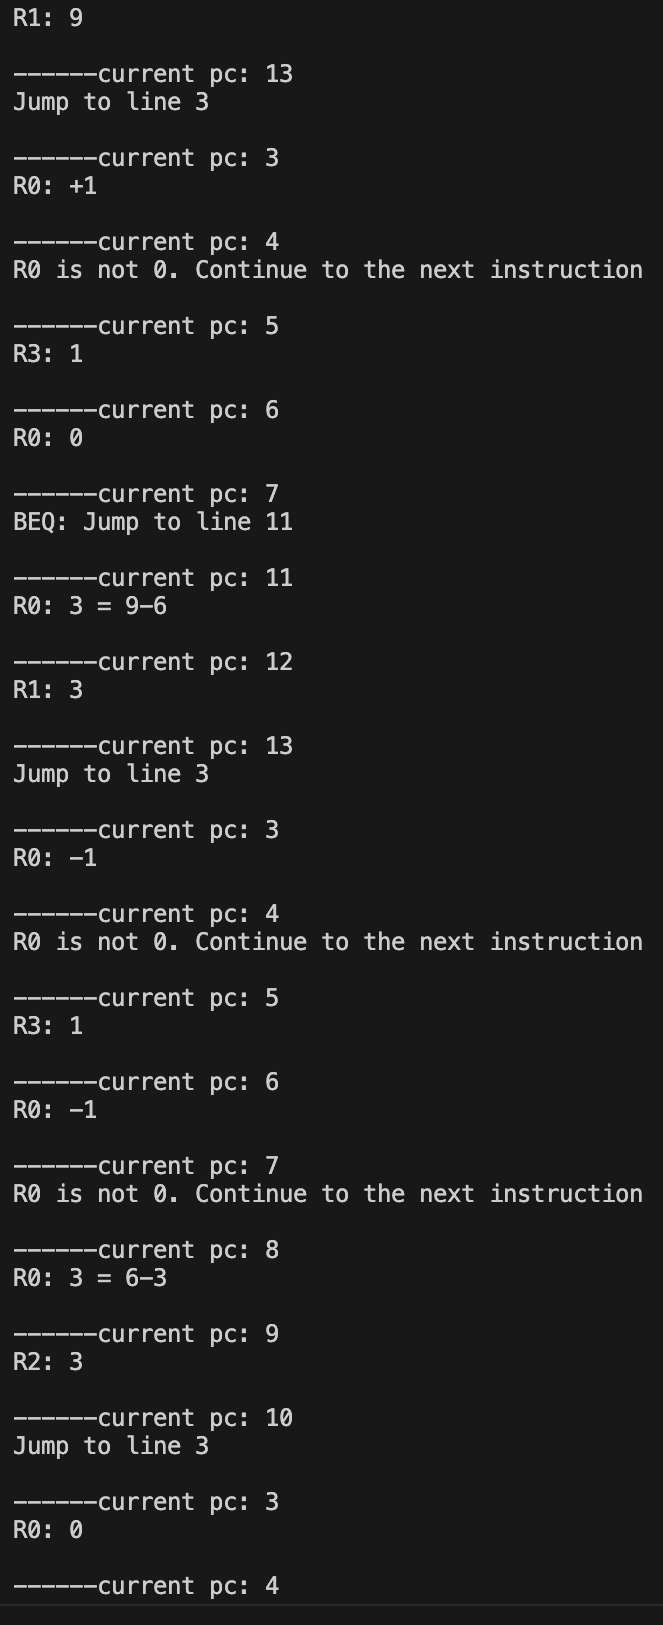 R1: 9
------current pc: 13
Jump to line 3
------current pc: 3
R0: +1
------current pc: 4
R0 is not 0. Continue to the next instruction
------current pc: 5
R3: 1
------current pc: 6
R0: 0
------current pc: 7
BEQ: Jump to line 11
------current pc: 11
R0: 3 = 9-6
------current pc: 12
R1: 3
------current pc: 13
Jump to line 3
------current pc: 3
R0: -1
------current pc: 4
R0 is not 0. Continue to the next instruction
------current pc: 5
R3: 1
------current pc: 6
R0: -1
------current pc: 7
R0 is not 0. Continue to the next instruction
------current pc: 8
R0: 3 = 6-3
------current pc: 9
R2: 3
------current pc: 10
Jump to line 3
------current pc: 3
R0: 0
------current pc: 4